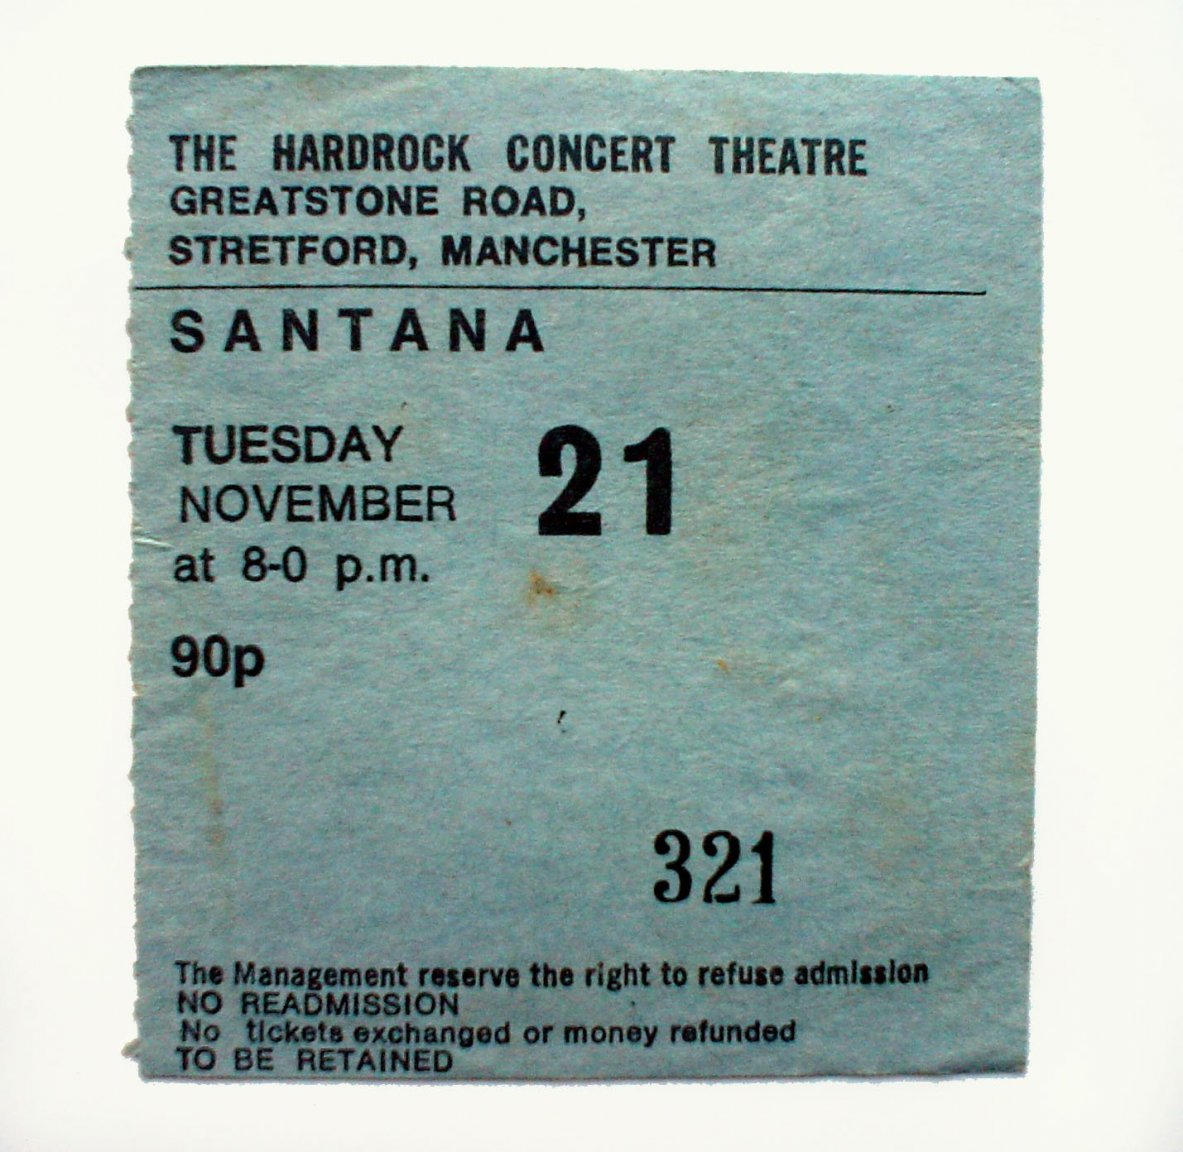 THE HARDROCK CONCERT THEATRE
GREATSTONE ROAD,
STRETFORD, MANCHESTER
SANTANA
TUESDAY 21
NOVEMBER
at 8-0 p.m.
90p
321
The Management reserve the right to refuse admission
NO READMISSION
No tickets exchanged or money refunded
TO BE RETAINED